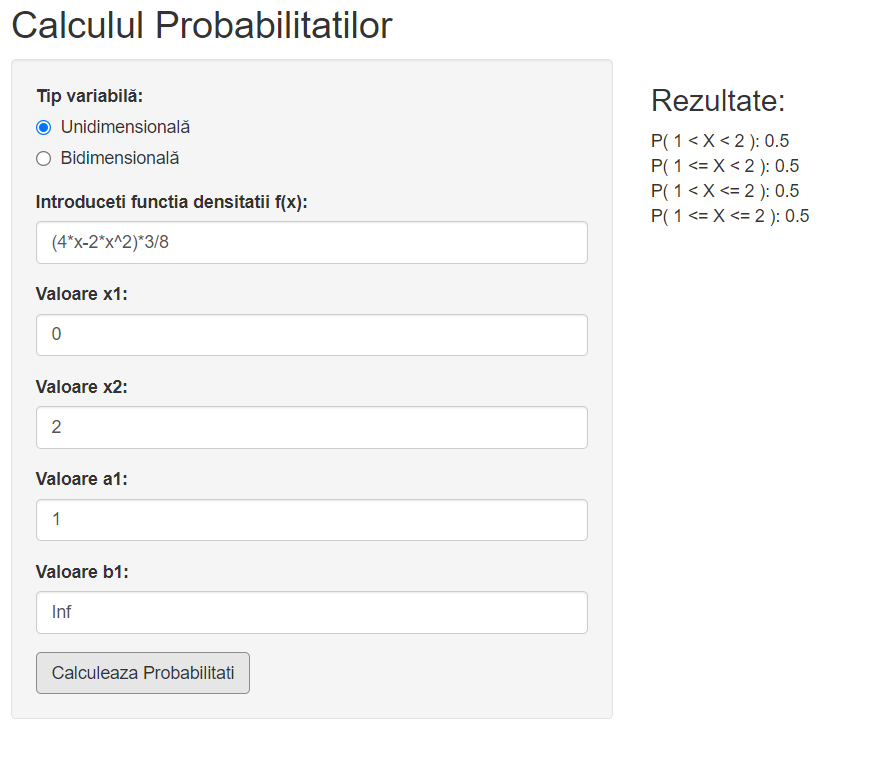 Calculul Probabilitatilor
Tip variabilă:
Unidimensională
Bidimensională
Introduceti functia densitatii f(x):
(4*x-2*x^2)*3/8
Valoare x1:
0
Valoare x2:
2
Valoare a1:
1
Valoare b1:
Inf
Calculeaza Probabilitati
Rezultate:
P( 1 < X < 2 ): 0.5
P( 1 <= X < 2 ): 0.5
P( 1 < X <= 2 ): 0.5
P( 1 <= X <= 2 ): 0.5